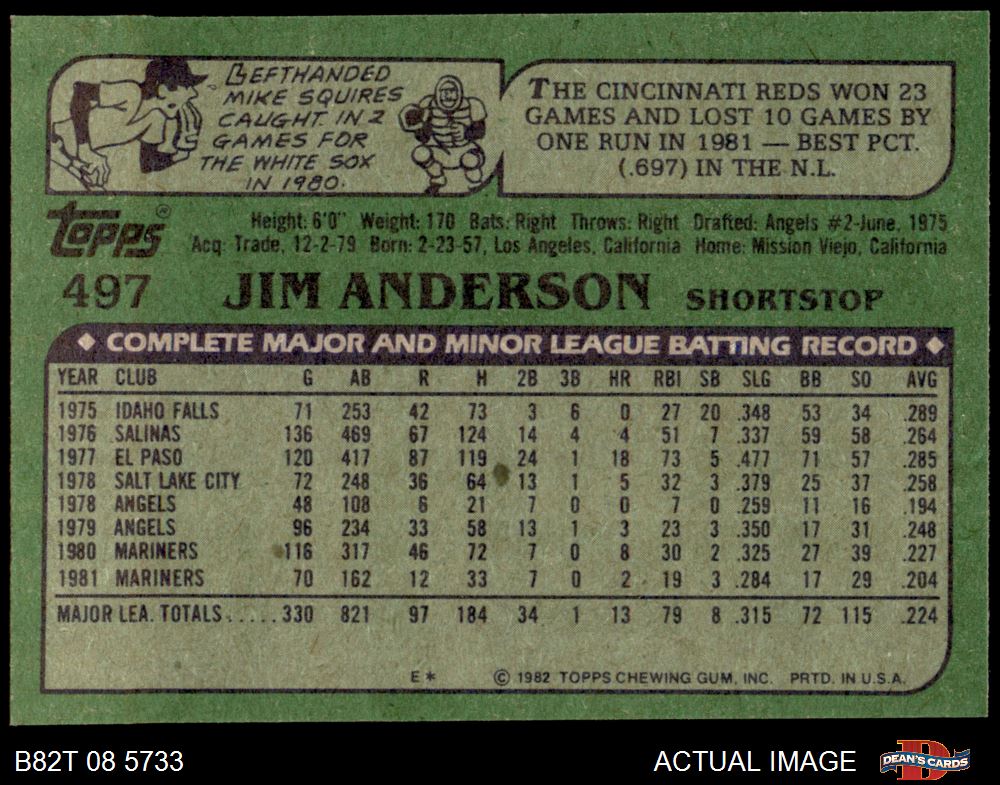 LEFTHANDED
MIKE SQUIRES
CAUGHT IN 2
GAMES FOR
THE WHITE SOX
IN 1980.
THE CINCINNATI REDS WON 23
GAMES AND LOST 10 GAMES BY
ONE RUN IN 1981 — BEST PCT.
(.697) IN THE N.L.
Topps®
Height: 6'0" Weight: 170 Bats: Right Throws: Right Drafted: Angels #2-June, 1975
Acq: Trade, 12-2-79 Born: 2-23-57, Los Angeles, California Home: Mission Viejo, California
497 JIM ANDERSON SHORTSTOP
◆ COMPLETE MAJOR AND MINOR LEAGUE BATTING RECORD ◆
YEAR CLUB G AB R H 2B 3B HR RBI SB SLG BB SO AVG
1975 IDAHO FALLS 71 253 42 73 3 6 0 27 20 .348 53 34 .289
1976 SALINAS 136 469 67 124 14 4 4 51 7 .337 59 58 .264
1977 EL PASO 120 417 87 119 24 1 18 73 5 .477 71 57 .285
1978 SALT LAKE CITY 72 248 36 64 13 1 5 32 3 .379 25 37 .258
1978 ANGELS 48 108 6 21 7 0 0 7 0 .259 11 16 .194
1979 ANGELS 96 234 33 58 13 1 3 23 3 .350 17 31 .248
1980 MARINERS 116 317 46 72 7 0 8 30 2 .325 27 39 .227
1981 MARINERS 70 162 12 33 7 0 2 19 3 .284 17 29 .204
MAJOR LEA. TOTALS.....330 821 97 184 34 1 13 79 8 .315 72 115 .224
E* © 1982 TOPPS CHEWING GUM, INC. PRTD. IN U.S.A.
B82T 08 5733 ACTUAL IMAGE DEAN'S CARDS